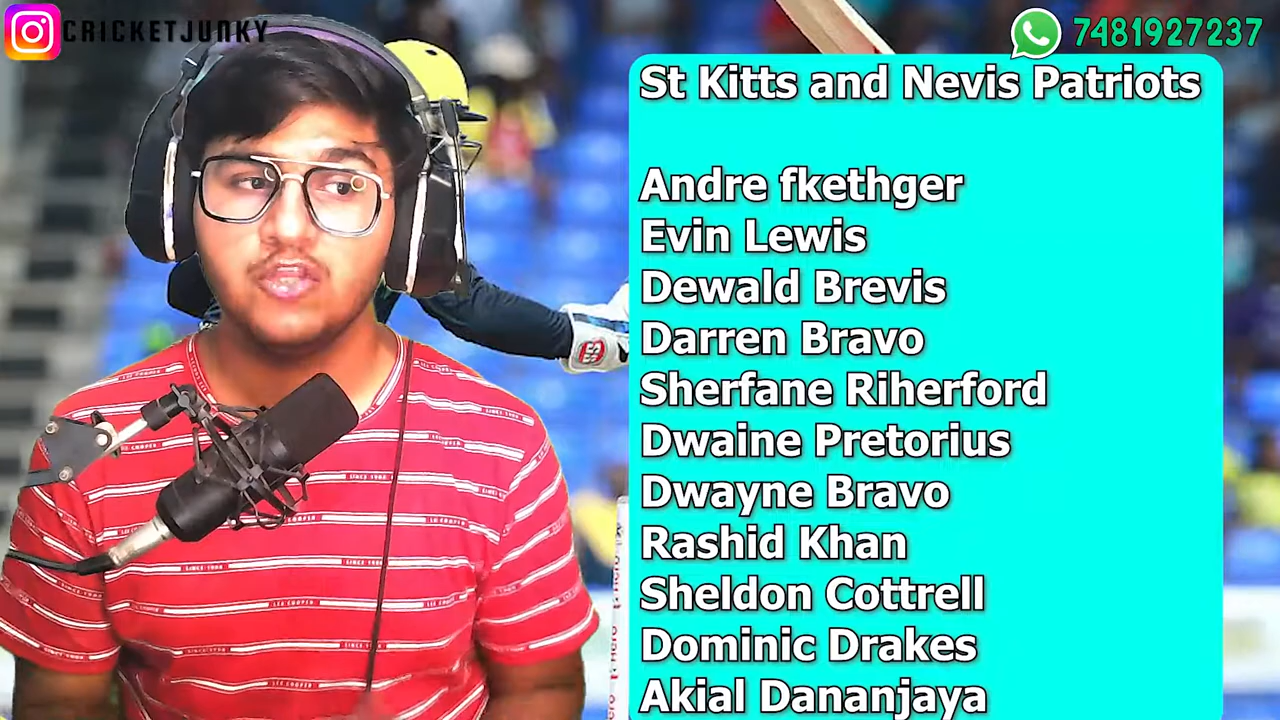 CRICKETJUNKY
7481927237
St Kitts and Nevis Patriots
Andre fkethger
Evin Lewis
Dewald Brevis
Darren Bravo
Sherfane Riherford
Dwaine Pretorius
Dwayne Bravo
Rashid Khan
Sheldon Cottrell
Dominic Drakes
Akial Dananjaya